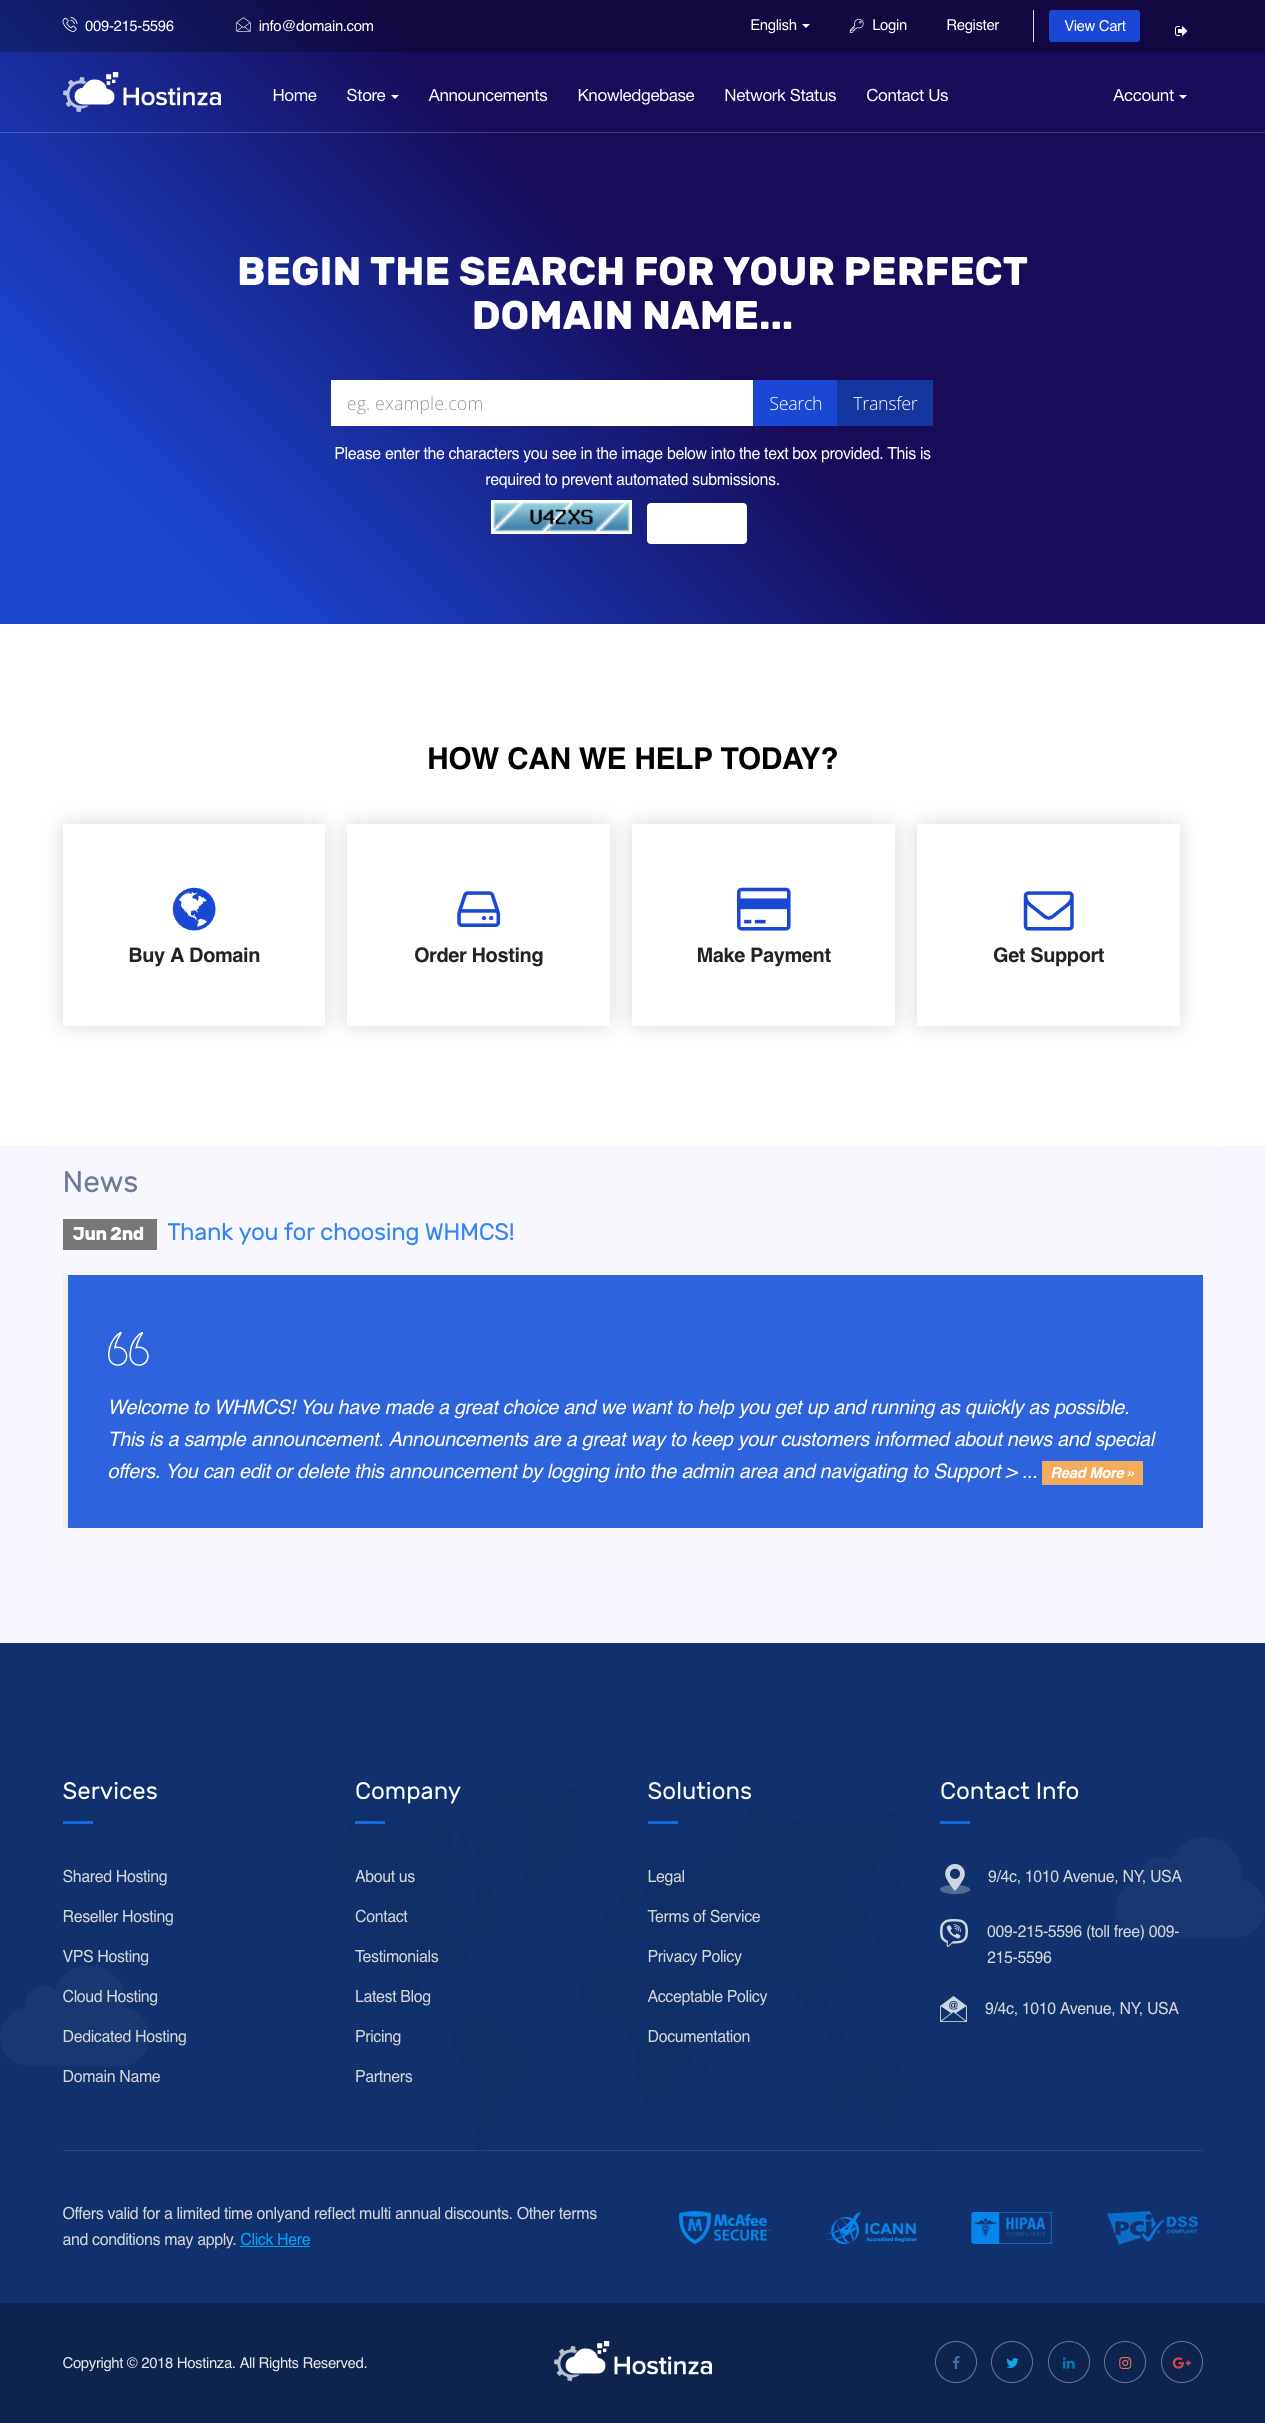 009-215-5596
info@domain.com
English
Login
Register
View Cart
Hostinza
Home
Store
Announcements
Knowledgebase
Network Status
Contact Us
Account
BEGIN THE SEARCH FOR YOUR PERFECT
DOMAIN NAME...
eg. example.com
Search
Transfer
Please enter the characters you see in the image below into the text box provided. This is
required to prevent automated submissions.
U4ZXS
HOW CAN WE HELP TODAY?
Buy A Domain
Order Hosting
Make Payment
Get Support
News
Jun 2nd
Thank you for choosing WHMCS!
Welcome to WHMCS! You have made a great choice and we want to help you get up and running as quickly as possible.
This is a sample announcement. Announcements are a great way to keep your customers informed about news and special
offers. You can edit or delete this announcement by logging into the admin area and navigating to Support > ... Read More »
Services
Shared Hosting
Reseller Hosting
VPS Hosting
Cloud Hosting
Dedicated Hosting
Domain Name
Company
About us
Contact
Testimonials
Latest Blog
Pricing
Partners
Solutions
Legal
Terms of Service
Privacy Policy
Acceptable Policy
Documentation
Contact Info
9/4c, 1010 Avenue, NY, USA
009-215-5596 (toll free) 009-
215-5596
9/4c, 1010 Avenue, NY, USA
Offers valid for a limited time onlyand reflect multi annual discounts. Other terms
and conditions may apply. Click Here
McAfee
SECURE
ICANN
Accredited Registrar
HIPAA
COMPLIANT
PCI DSS
COMPLIANT
Copyright © 2018 Hostinza. All Rights Reserved.
Hostinza